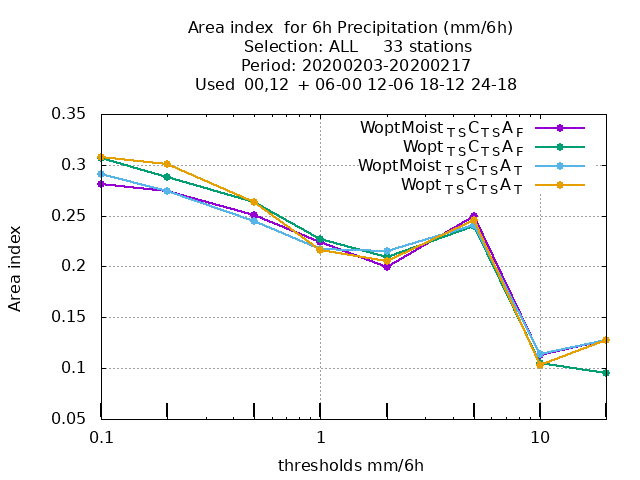 Area index  for 6h Precipitation (mm/6h)
Selection: ALL     33 stations
Period: 20200203-20200217
Used  00,12  + 06-00 12-06 18-12 24-18
WoptMoist TS C TS A F
Wopt TS C TS A F
WoptMoist TS C TS A T
Wopt TS C TS A T
0.35
0.3
0.25
0.2
0.15
0.1
0.05
Area index
0.1 1 10
thresholds mm/6h